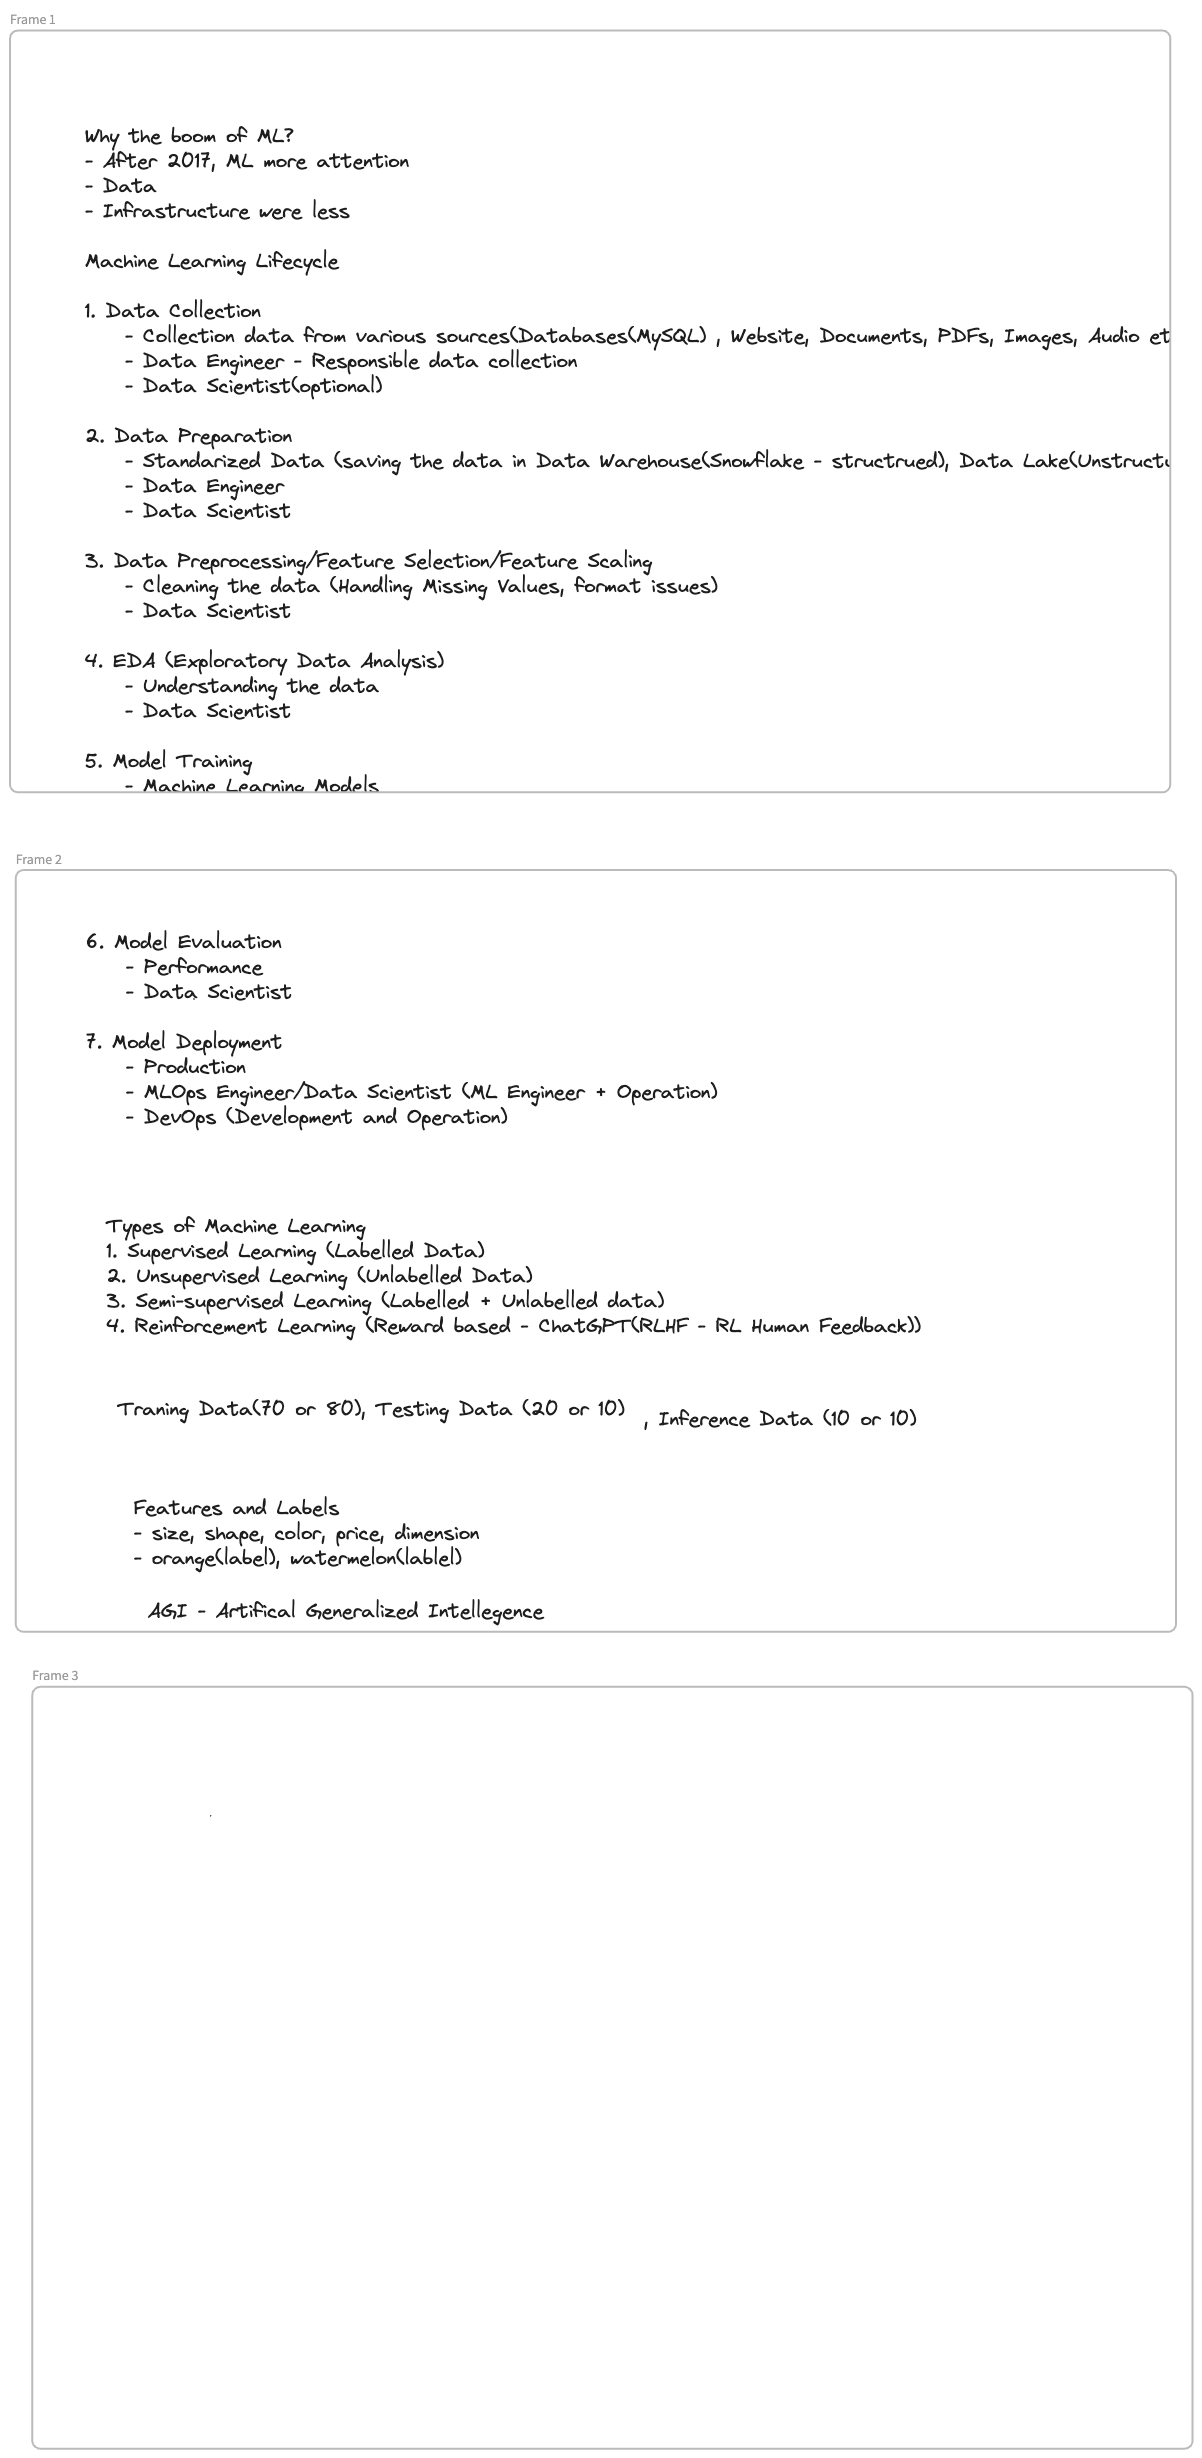 Frame 1
Why the boom of ML?
- After 2017, ML more attention
- Data
- Infrastructure were less
Machine Learning Lifecycle
1. Data Collection
- Collection data from various sources(Databases(MySQL) , Website, Documents, PDFs, Images, Audio et
- Data Engineer - Responsible data collection
- Data Scientist(optional)
2. Data Preparation
- Standarized Data (saving the data in Data Warehouse(Snowflake - structrued), Data Lake(Unstructu
- Data Engineer
- Data Scientist
3. Data Preprocessing/Feature Selection/Feature Scaling
- Cleaning the data (Handling Missing Values, format issues)
- Data Scientist
4. EDA (Exploratory Data Analysis)
- Understanding the data
- Data Scientist
5. Model Training
- Machine Learning Models
Frame 2
6. Model Evaluation
- Performance
- Data Scientist
7. Model Deployment
- Production
- MLOps Engineer/Data Scientist (ML Engineer + Operation)
- DevOps (Development and Operation)
Types of Machine Learning
1. Supervised Learning (Labelled Data)
2. Unsupervised Learning (Unlabelled Data)
3. Semi-supervised Learning (Labelled + Unlabelled data)
4. Reinforcement Learning (Reward based - ChatGPT(RLHF - RL Human Feedback))
Traning Data(70 or 80), Testing Data (20 or 10) , Inference Data (10 or 10)
Features and Labels
- size, shape, color, price, dimension
- orange(label), watermelon(lablel)
AGI - Artifical Generalized Intellegence
Frame 3